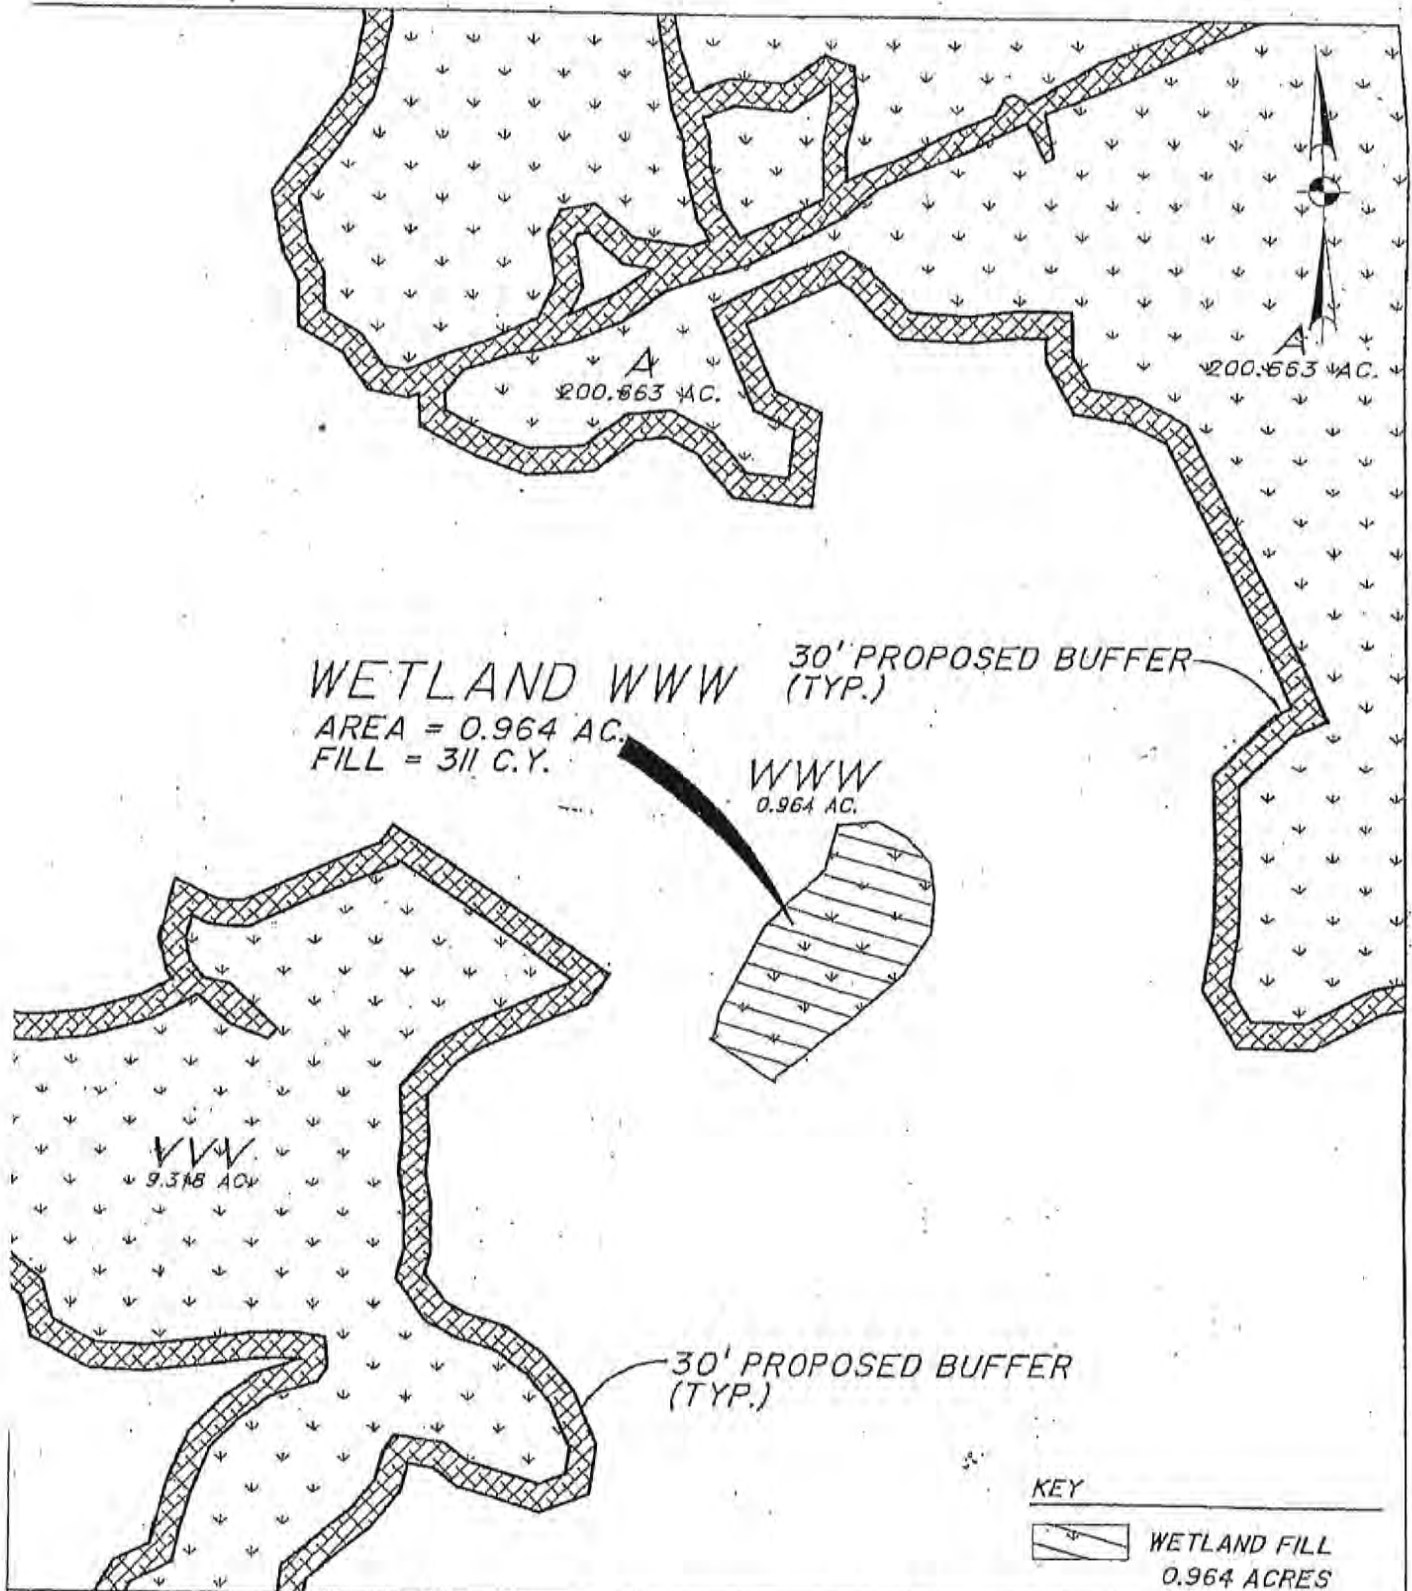 A
200.663 AC.
A
200.663 AC.
30' PROPOSED BUFFER
(TYP.)
WETLAND WWW
AREA = 0.964 AC.
FILL = 311 C.Y.
WWW
0.964 AC.
VVV
9.318 AC.
30' PROPOSED BUFFER
(TYP.)
KEY
WETLAND FILL
0.964 ACRES